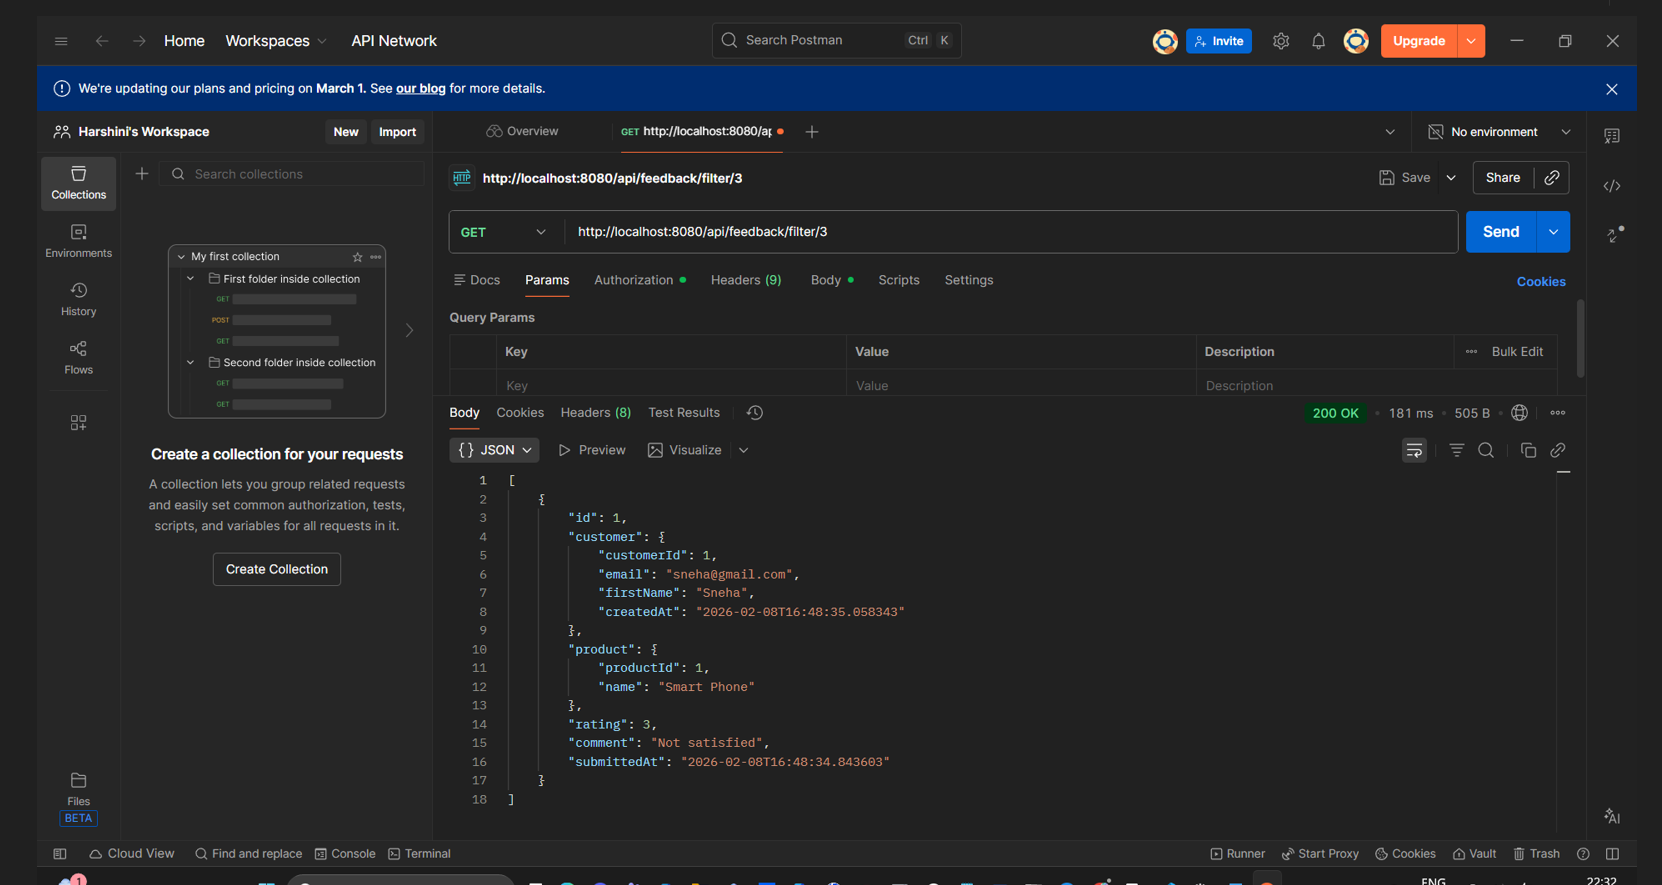 Home Workspaces API Network
Search Postman Ctrl K
Invite
Upgrade
We're updating our plans and pricing on March 1. See our blog for more details.
Harshini's Workspace New Import
Overview
GET http://localhost:8080/ap
No environment
Collections
Environments
History
Flows
Files
BETA
Search collections
My first collection
First folder inside collection
GET
POST
GET
Second folder inside collection
GET
GET
Create a collection for your requests
A collection lets you group related requests
and easily set common authorization, tests,
scripts, and variables for all requests in it.
Create Collection
HTTP http://localhost:8080/api/feedback/filter/3
Save Share
GET http://localhost:8080/api/feedback/filter/3
Send
Docs Params Authorization Headers (9) Body Scripts Settings
Cookies
Query Params
Key Value Description Bulk Edit
Key Value Description
Body Cookies Headers (8) Test Results
200 OK 181 ms 505 B
{} JSON Preview Visualize
1 [
2 {
3 "id": 1,
4 "customer": {
5 "customerId": 1,
6 "email": "sneha@gmail.com",
7 "firstName": "Sneha",
8 "createdAt": "2026-02-08T16:48:35.058343"
9 },
10 "product": {
11 "productId": 1,
12 "name": "Smart Phone"
13 },
14 "rating": 3,
15 "comment": "Not satisfied",
16 "submittedAt": "2026-02-08T16:48:34.843603"
17 }
18 ]
AI
Cloud View Find and replace Console Terminal
Runner Start Proxy Cookies Vault Trash
1
ENG
22:32